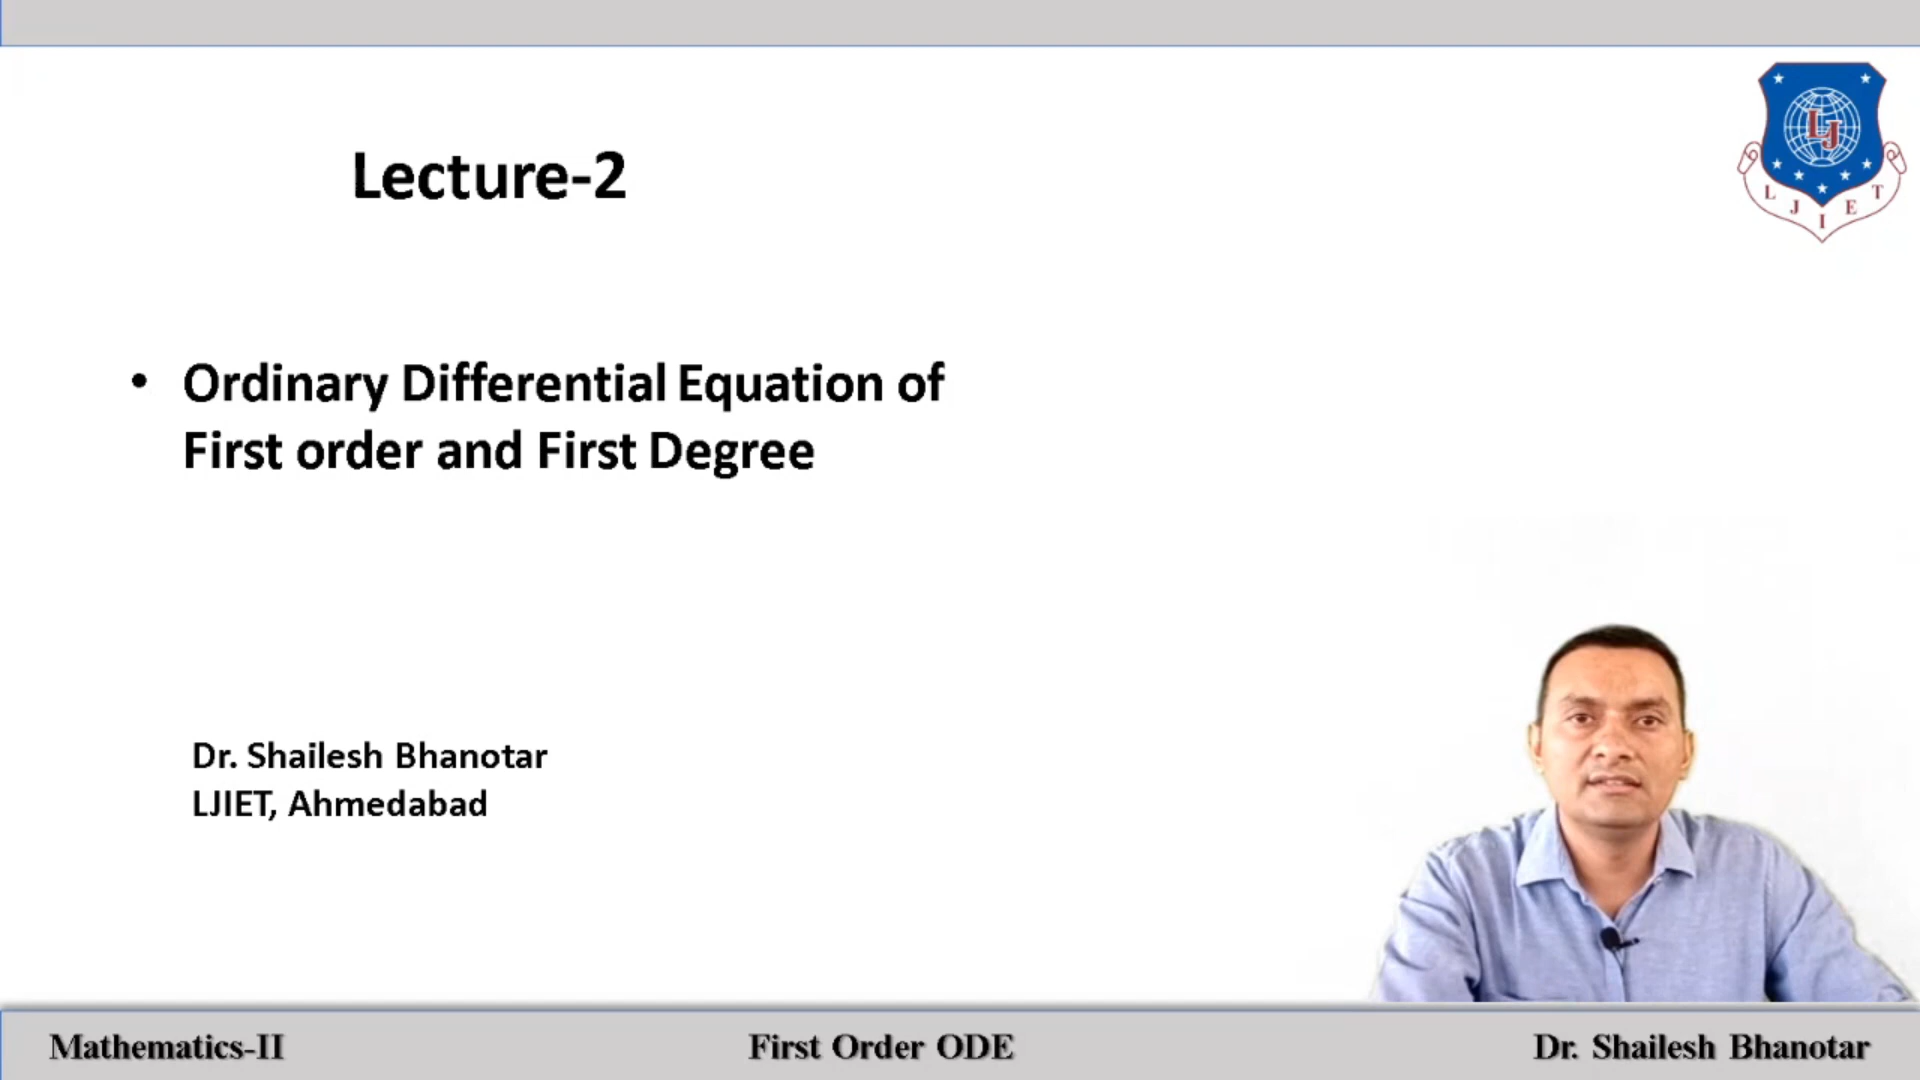 Lecture-2
LJ
L J I E T
• Ordinary Differential Equation of
First order and First Degree
Dr. Shailesh Bhanotar
LJIET, Ahmedabad
Mathematics-II
First Order ODE
Dr. Shailesh Bhanotar